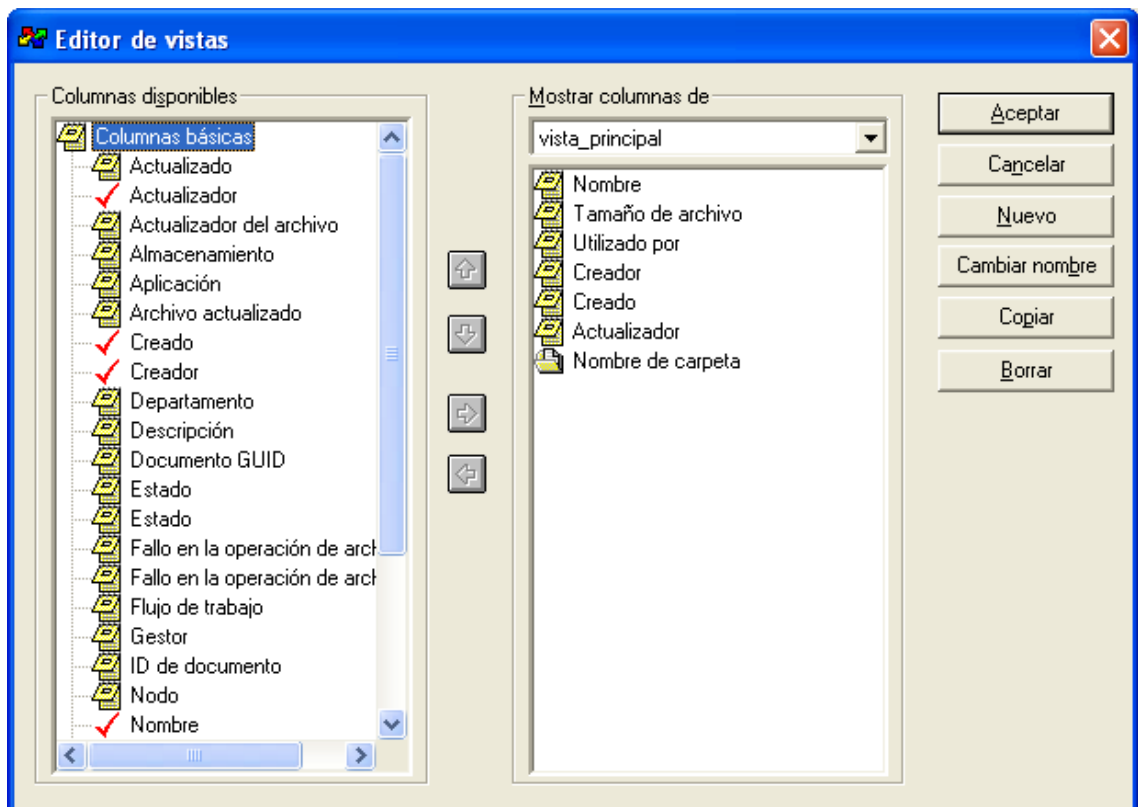 Editor de vistas
Columnas disponibles
Columnas básicas
Actualizado
Actualizador
Actualizador del archivo
Almacenamiento
Aplicación
Archivo actualizado
Creado
Creador
Departamento
Descripción
Documento GUID
Estado
Estado
Fallo en la operación de arch
Fallo en la operación de arch
Flujo de trabajo
Gestor
ID de documento
Nodo
Nombre
Mostrar columnas de
vista_principal
Nombre
Tamaño de archivo
Utilizado por
Creador
Creado
Actualizador
Nombre de carpeta
Aceptar
Cancelar
Nuevo
Cambiar nombre
Copiar
Borrar